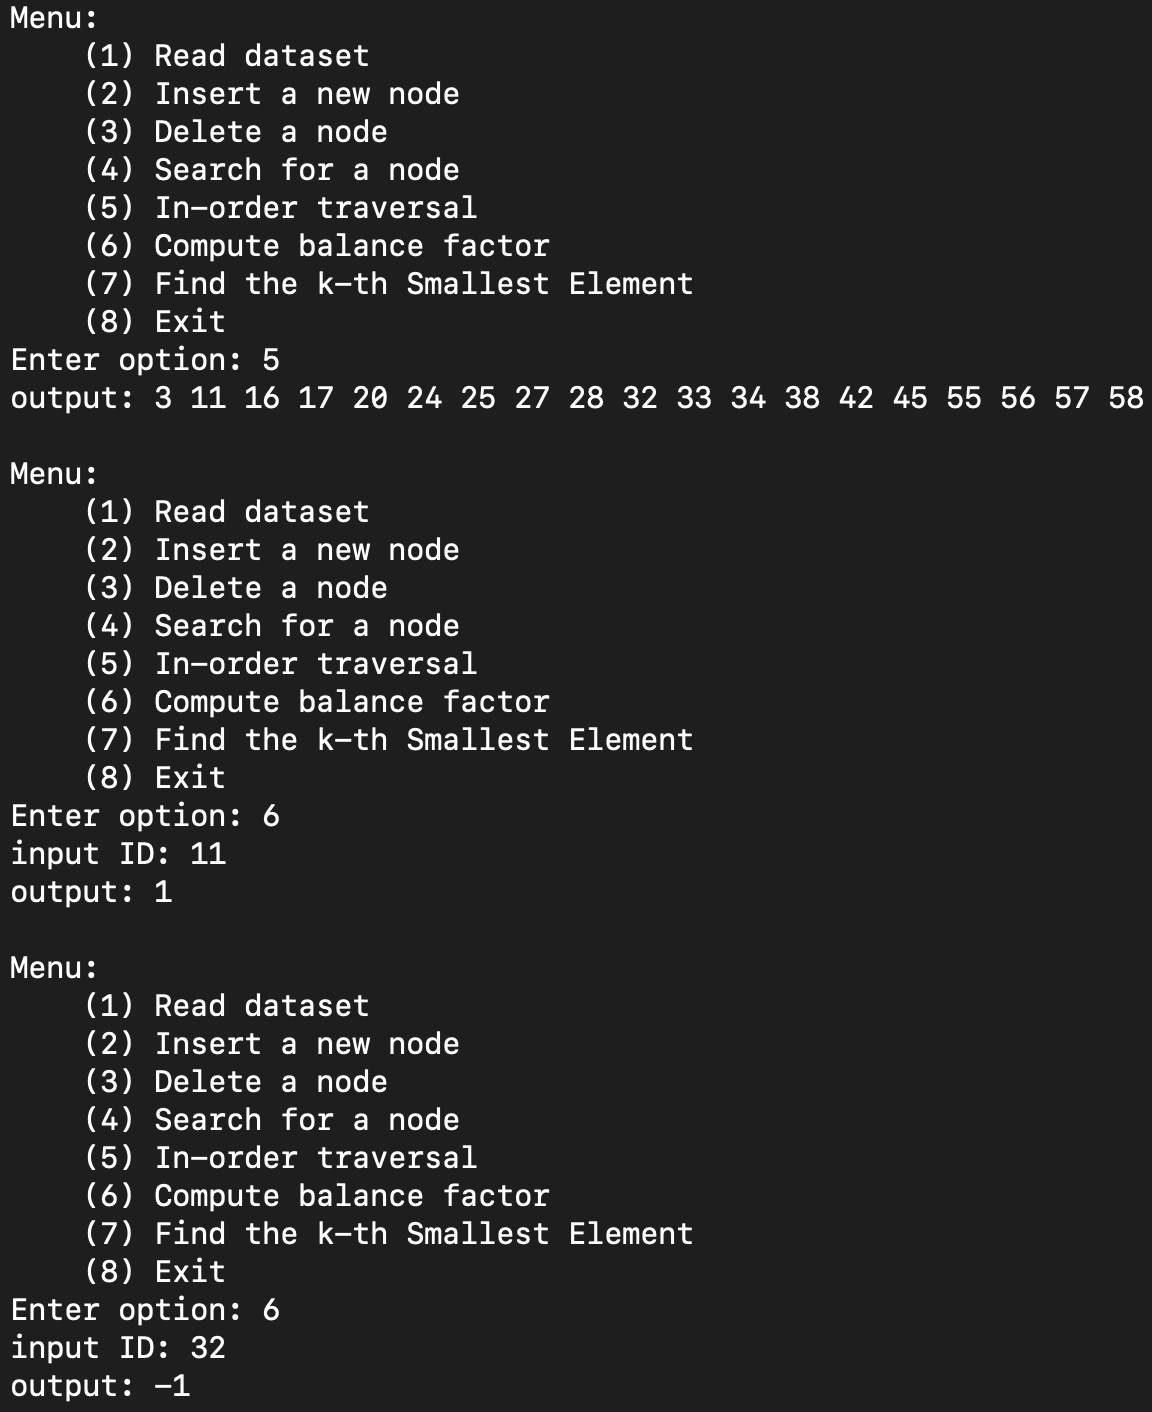 Menu:
    (1) Read dataset
    (2) Insert a new node
    (3) Delete a node
    (4) Search for a node
    (5) In-order traversal
    (6) Compute balance factor
    (7) Find the k-th Smallest Element
    (8) Exit
Enter option: 5
output: 3 11 16 17 20 24 25 27 28 32 33 34 38 42 45 55 56 57 58

Menu:
    (1) Read dataset
    (2) Insert a new node
    (3) Delete a node
    (4) Search for a node
    (5) In-order traversal
    (6) Compute balance factor
    (7) Find the k-th Smallest Element
    (8) Exit
Enter option: 6
input ID: 11
output: 1

Menu:
    (1) Read dataset
    (2) Insert a new node
    (3) Delete a node
    (4) Search for a node
    (5) In-order traversal
    (6) Compute balance factor
    (7) Find the k-th Smallest Element
    (8) Exit
Enter option: 6
input ID: 32
output: -1